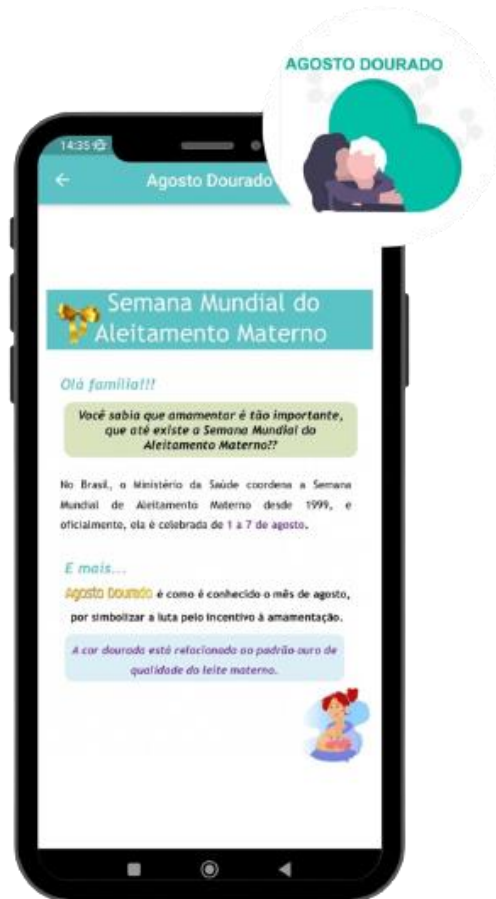 AGOSTO DOURADO
14:35
Agosto Dourado
Semana Mundial do
Aleitamento Materno
Olá família!!!
Você sabia que amamentar é tão importante,
que até existe a Semana Mundial do
Aleitamento Materno??
No Brasil, o Ministério da Saúde coordena a Semana
Mundial de Aleitamento Materno desde 1999, e
oficialmente, ela é celebrada de 1 a 7 de agosto.
E mais...
Agosto Dourado é como é conhecido o mês de agosto,
por simbolizar a luta pelo incentivo à amamentação.
A cor dourada está relacionada ao padrão ouro de
qualidade do leite materno.